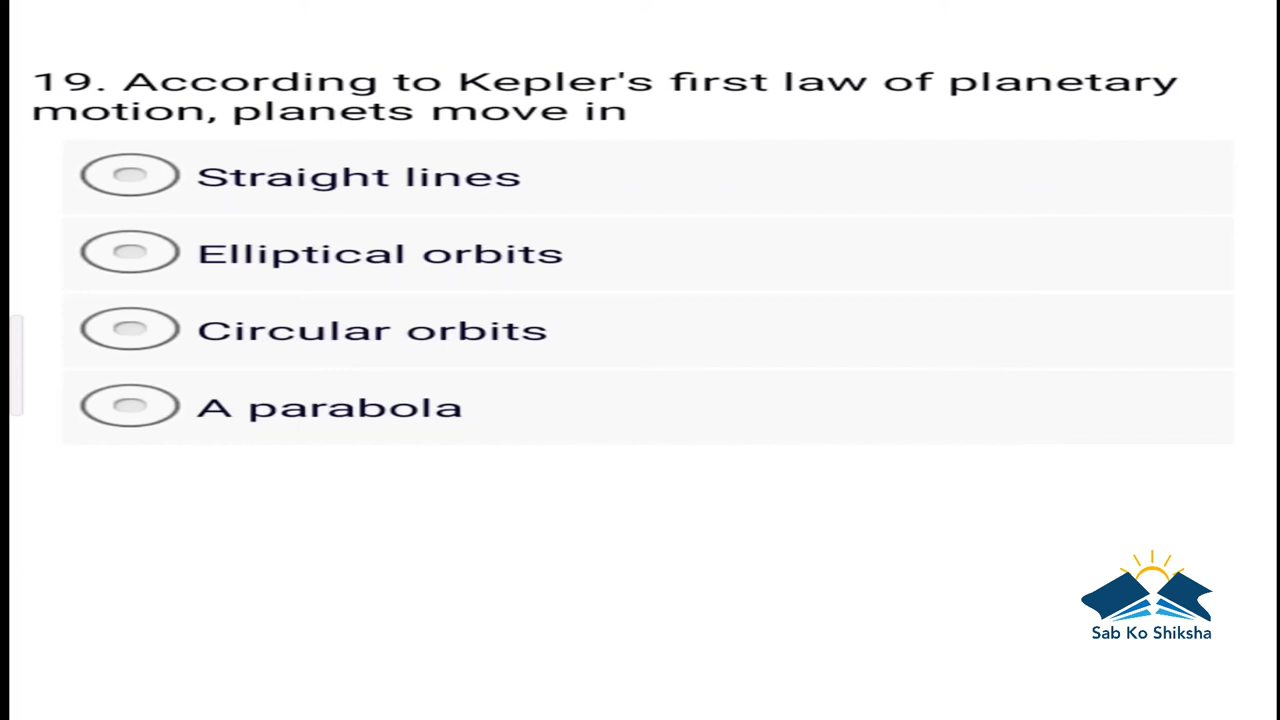 19. According to Kepler's first law of planetary
motion, planets move in
Straight lines
Elliptical orbits
Circular orbits
A parabola
Sab Ko Shiksha